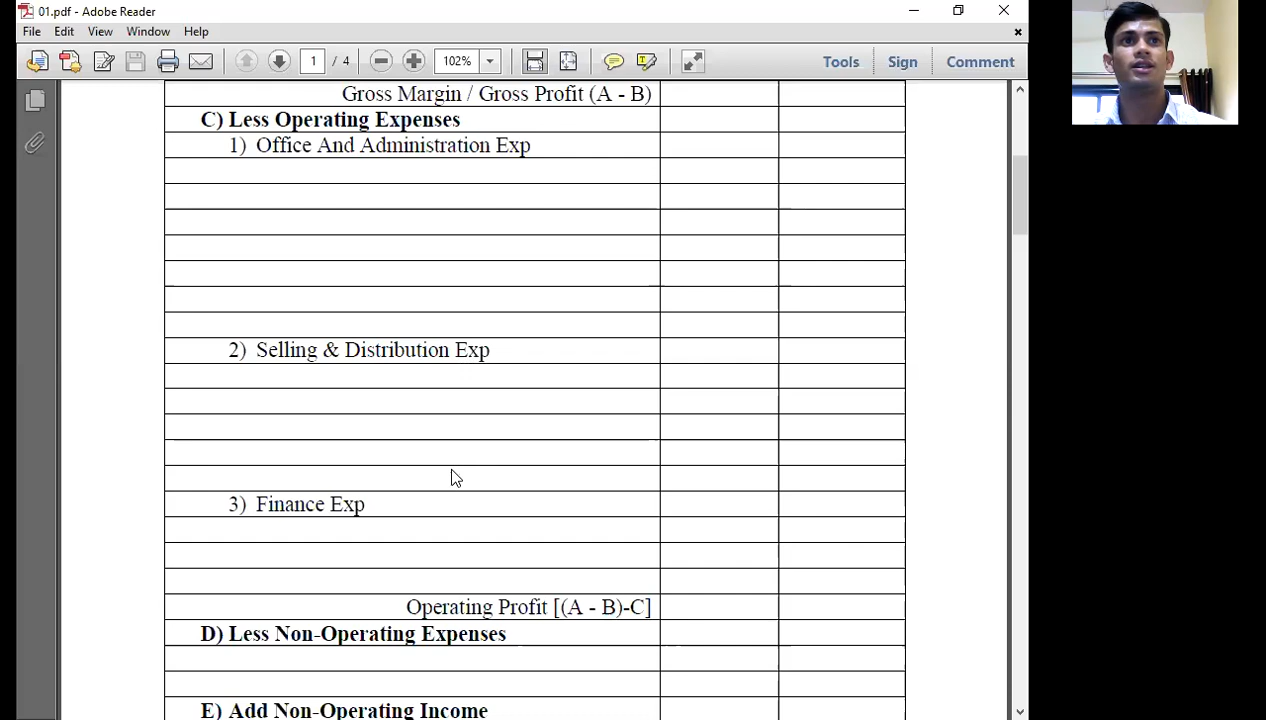 01.pdf - Adobe Reader
File Edit View Window Help
1 / 4 102% Tools Sign Comment
Gross Margin / Gross Profit (A - B)
C) Less Operating Expenses
1) Office And Administration Exp
2) Selling & Distribution Exp
3) Finance Exp
Operating Profit [(A - B)-C]
D) Less Non-Operating Expenses
E) Add Non-Operating Income